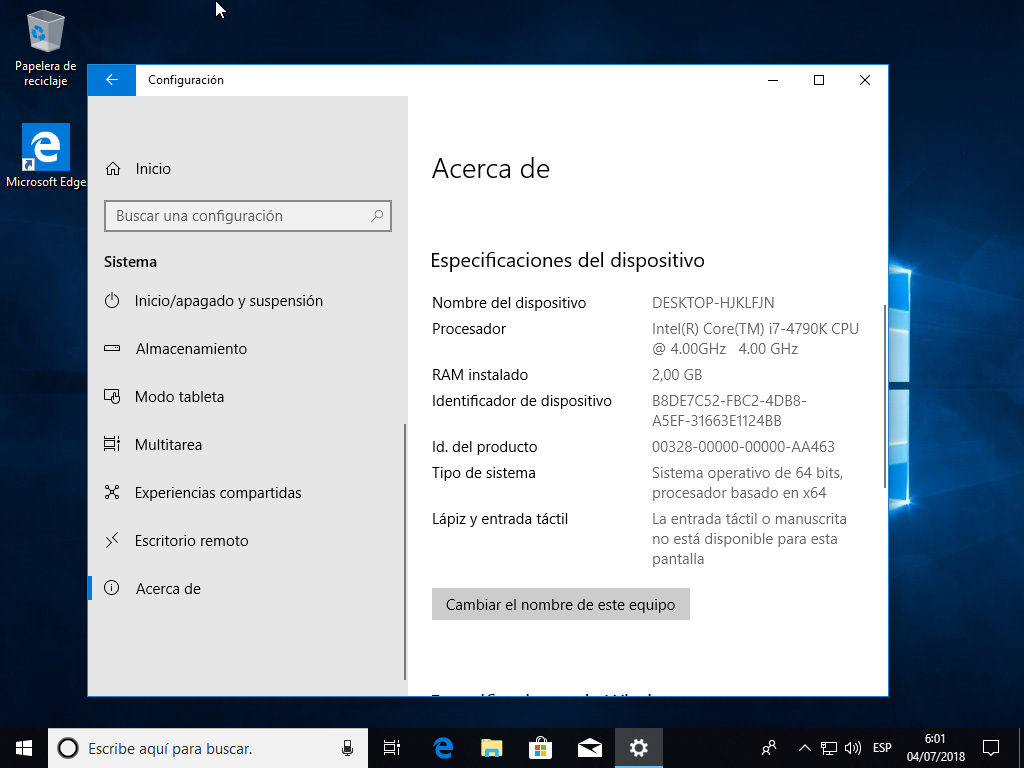 Papelera de
reciclaje
Microsoft Edge
Configuración
Inicio
Buscar una configuración
Sistema
Inicio/apagado y suspensión
Almacenamiento
Modo tableta
Multitarea
Experiencias compartidas
Escritorio remoto
Acerca de
Acerca de
Especificaciones del dispositivo
Nombre del dispositivo DESKTOP-HJKLFJN
Procesador Intel(R) Core(TM) i7-4790K CPU
@ 4.00GHz 4.00 GHz
RAM instalado 2,00 GB
Identificador de dispositivo B8DE7C52-FBC2-4DB8-
A5EF-31663E1124BB
Id. del producto 00328-00000-00000-AA463
Tipo de sistema Sistema operativo de 64 bits,
procesador basado en x64
Lápiz y entrada táctil La entrada táctil o manuscrita
no está disponible para esta
pantalla
Cambiar el nombre de este equipo
Escribe aquí para buscar.
ESP
6:01
04/07/2018